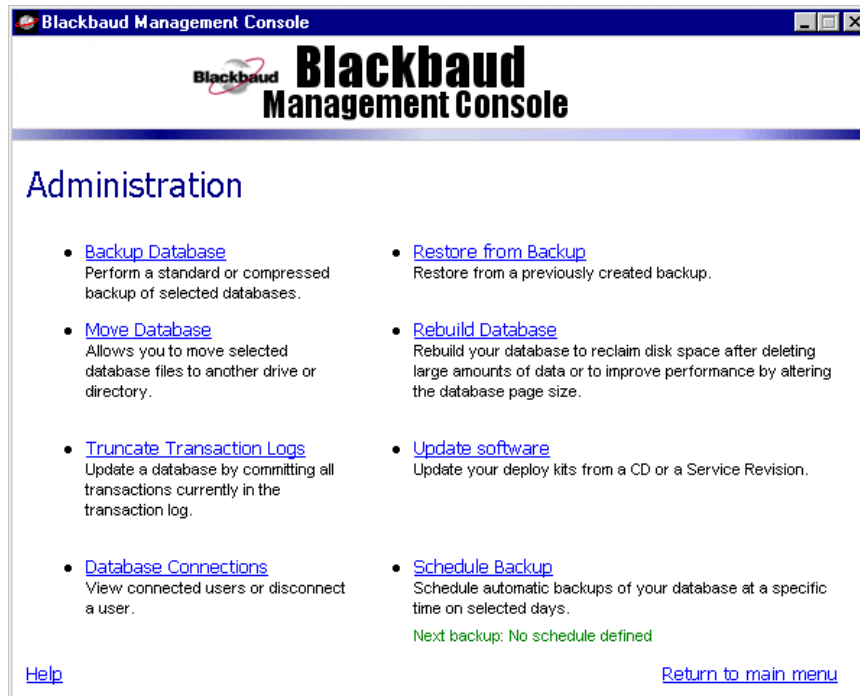 Blackbaud Management Console
Blackbaud
Blackbaud
Management Console
Administration
Backup Database
Perform a standard or compressed
backup of selected databases.
Restore from Backup
Restore from a previously created backup.
Move Database
Allows you to move selected
database files to another drive or
directory.
Rebuild Database
Rebuild your database to reclaim disk space after deleting
large amounts of data or to improve performance by altering
the database page size.
Truncate Transaction Logs
Update a database by committing all
transactions currently in the
transaction log.
Update software
Update your deploy kits from a CD or a Service Revision.
Database Connections
View connected users or disconnect
a user.
Schedule Backup
Schedule automatic backups of your database at a specific
time on selected days.
Next backup: No schedule defined
Help
Return to main menu